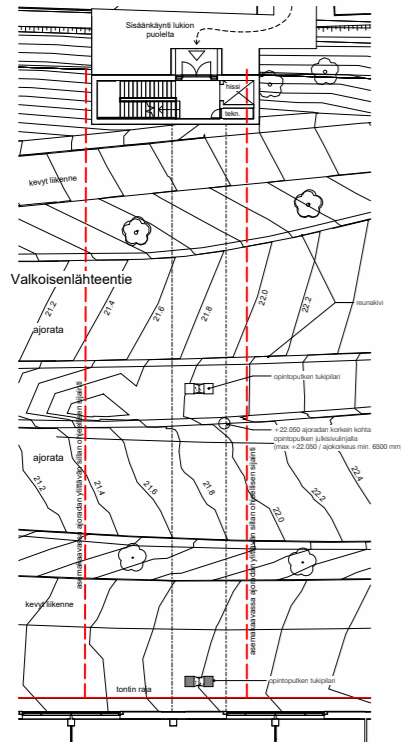 Sisäänkäynti lukion
puolelta
hissi
tekn.
kevyt liikenne
Valkoisenlähteentie
21.2
21.4
21.6
21.8
22.0
22.2
reunakivi
ajorata
opintoputken tukipilari
+22.050 ajoradan korkein kohta
opintoputken julkisivulinjalla
(max +22.050 / ajokorkeus min. 6500 mm)
ajorata
21.2
21.4
21.6
21.8
22.0
22.2
22.4
asemakaavassa ajoradan ylittävän sillan ohjeellisen sijainti
asemakaavassa ajoradan ylittävän sillan ohjeellisen sijainti
kevyt liikenne
opintoputken tukipilari
tontin raja